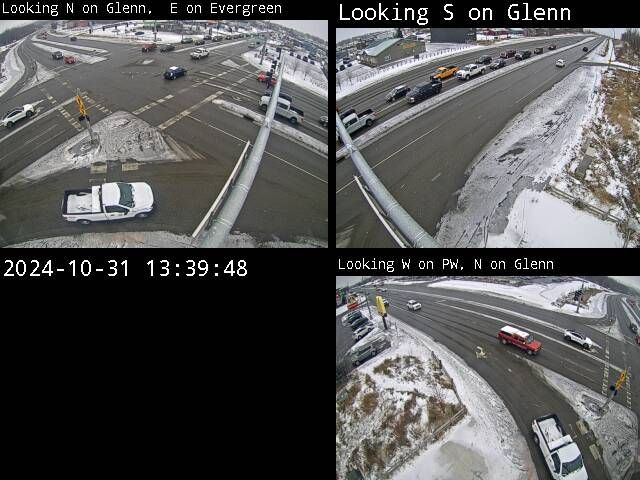 Looking N on Glenn,  E on Evergreen
Looking S on Glenn
2024-10-31 13:39:48
Looking W on PW, N on Glenn